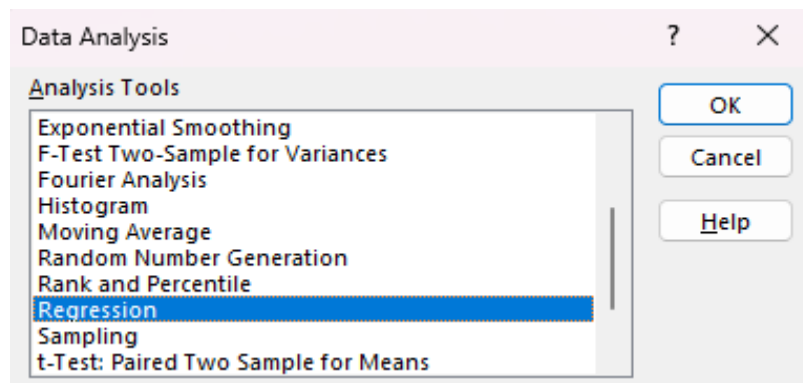 Data Analysis ? ×
Analysis Tools
Exponential Smoothing
F-Test Two-Sample for Variances
Fourier Analysis
Histogram
Moving Average
Random Number Generation
Rank and Percentile
Regression
Sampling
t-Test: Paired Two Sample for Means
OK
Cancel
Help